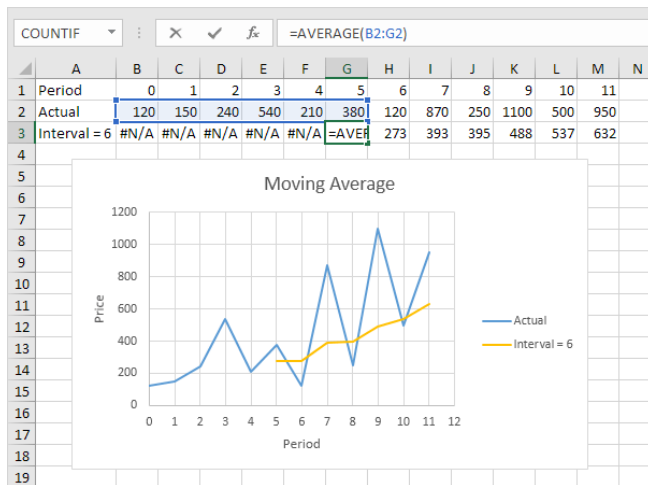 COUNTIF fx =AVERAGE(B2:G2)
A B C D E F G H I J K L M N
1 Period 0 1 2 3 4 5 6 7 8 9 10 11
2 Actual 120 150 240 540 210 380 120 870 250 1100 500 950
3 Interval = 6 #N/A #N/A #N/A #N/A #N/A =AVER 273 393 395 488 537 632
4
5
6
7
8
9
10
11
12
13
14
15
16
17
18
19
Moving Average
1200
1000
800
600
400
200
0
Price
0 1 2 3 4 5 6 7 8 9 10 11 12
Period
Actual
Interval = 6